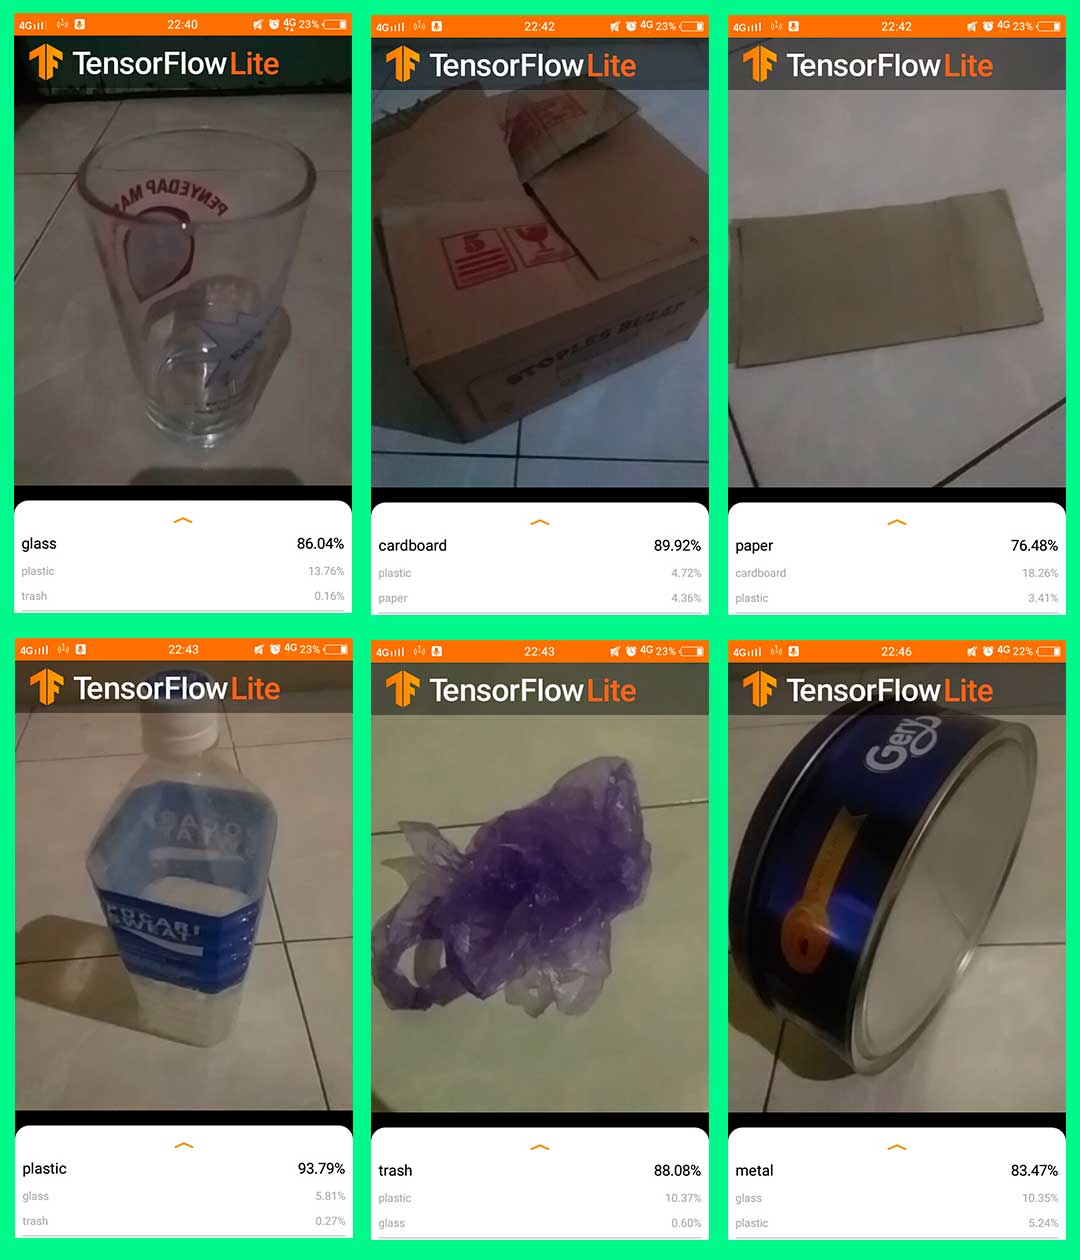 4G 22:40 4G 23%
TensorFlow Lite
PENYEDAP MA
100
glass 86.04%
plastic 13.76%
trash 0.16%
4G 22:42 4G 23%
TensorFlow Lite
5
STOPLES BULAT
cardboard 89.92%
plastic 4.72%
paper 4.36%
4G 22:42 4G 23%
TensorFlow Lite
paper 76.48%
cardboard 18.26%
plastic 3.41%
4G 22:43 4G 23%
TensorFlow Lite
POCARI
SWEAT
plastic 93.79%
glass 5.81%
trash 0.27%
4G 22:43 4G 23%
TensorFlow Lite
trash 88.08%
plastic 10.37%
glass 0.60%
4G 22:46 4G 22%
TensorFlow Lite
Gery
metal 83.47%
glass 10.35%
plastic 5.24%